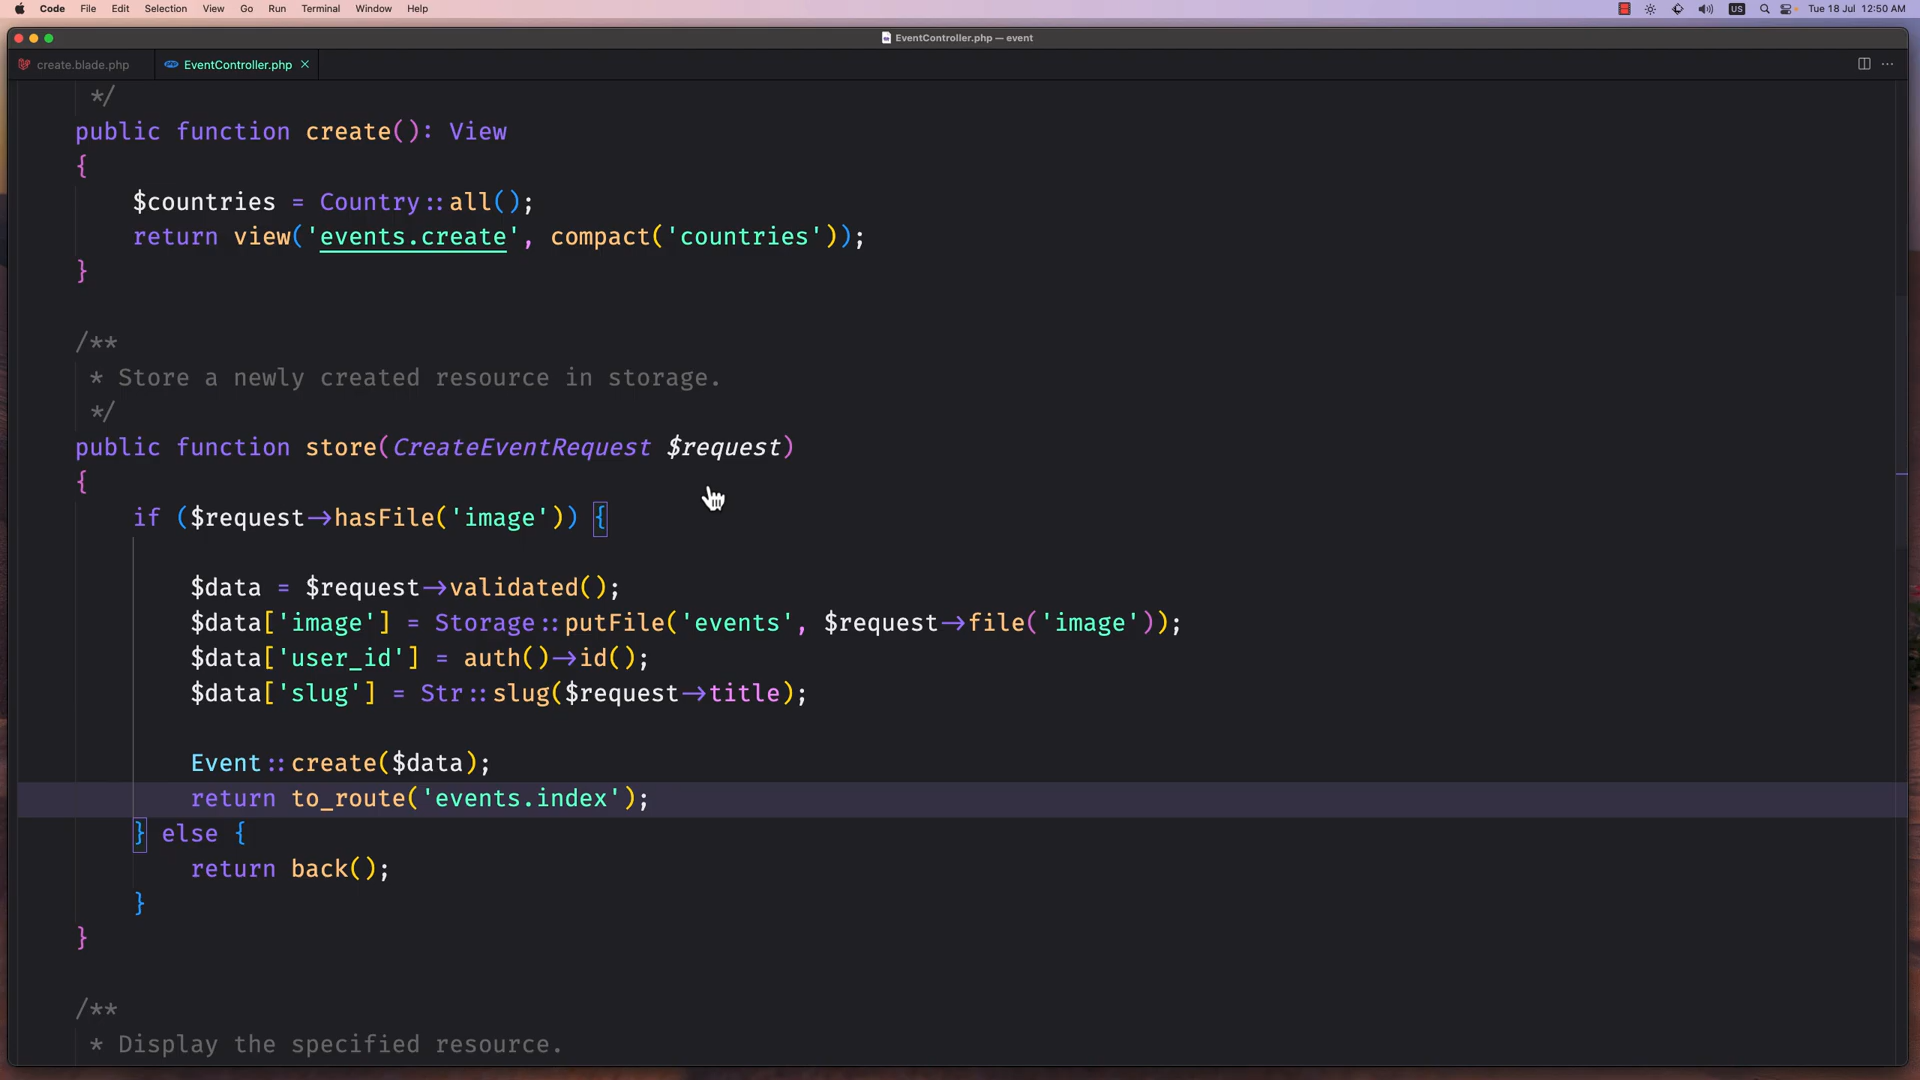 Code File Edit Selection View Go Run Terminal Window Help US Tue 18 Jul 12:50 AM
EventController.php — event
create.blade.php EventController.php
*/
public function create(): View
{
$countries = Country::all();
return view('events.create', compact('countries'));
}
/**
* Store a newly created resource in storage.
*/
public function store(CreateEventRequest $request)
{
if ($request->hasFile('image')) {
$data = $request->validated();
$data['image'] = Storage::putFile('events', $request->file('image'));
$data['user_id'] = auth()->id();
$data['slug'] = Str::slug($request->title);
Event::create($data);
return to_route('events.index');
} else {
return back();
}
}
/**
* Display the specified resource.